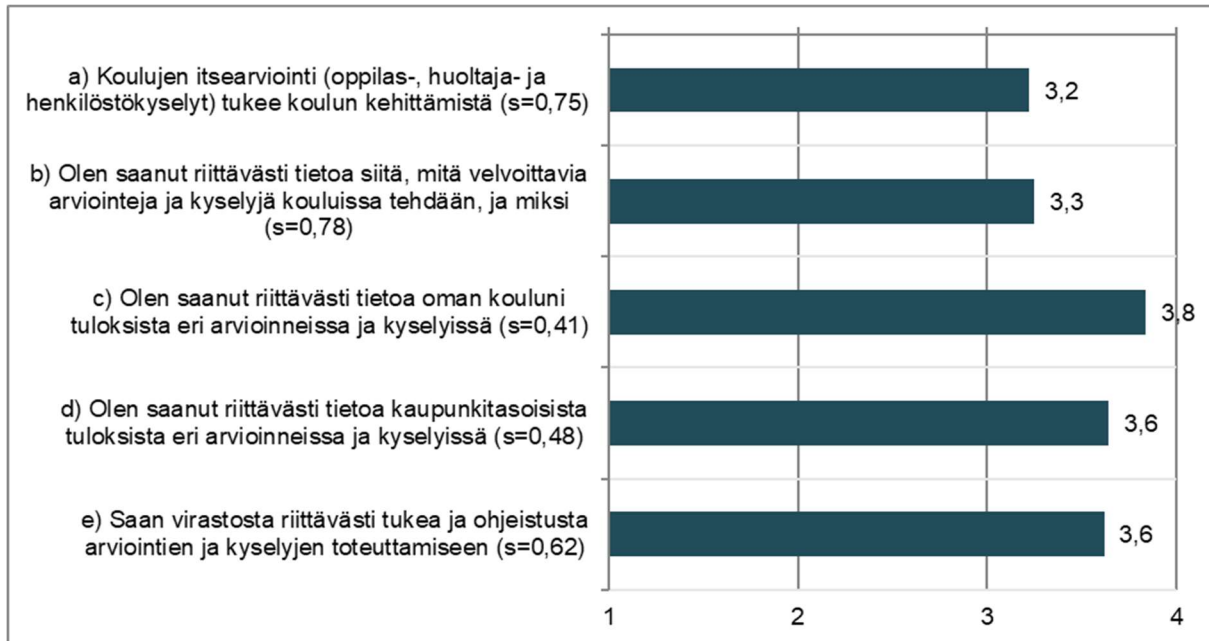 a) Koulujen itsearviointi (oppilas-, huoltaja- ja
henkilöstökyselyt) tukee koulun kehittämistä (s=0,75)
3,2
b) Olen saanut riittävästi tietoa siitä, mitä velvoittavia
arviointeja ja kyselyjä kouluissa tehdään, ja miksi
(s=0,78)
3,3
c) Olen saanut riittävästi tietoa oman kouluni
tuloksista eri arvioinneissa ja kyselyissä (s=0,41)
3,8
d) Olen saanut riittävästi tietoa kaupunkitasoisista
tuloksista eri arvioinneissa ja kyselyissä (s=0,48)
3,6
e) Saan virastosta riittävästi tukea ja ohjeistusta
arviointien ja kyselyjen toteuttamiseen (s=0,62)
3,6
1 2 3 4